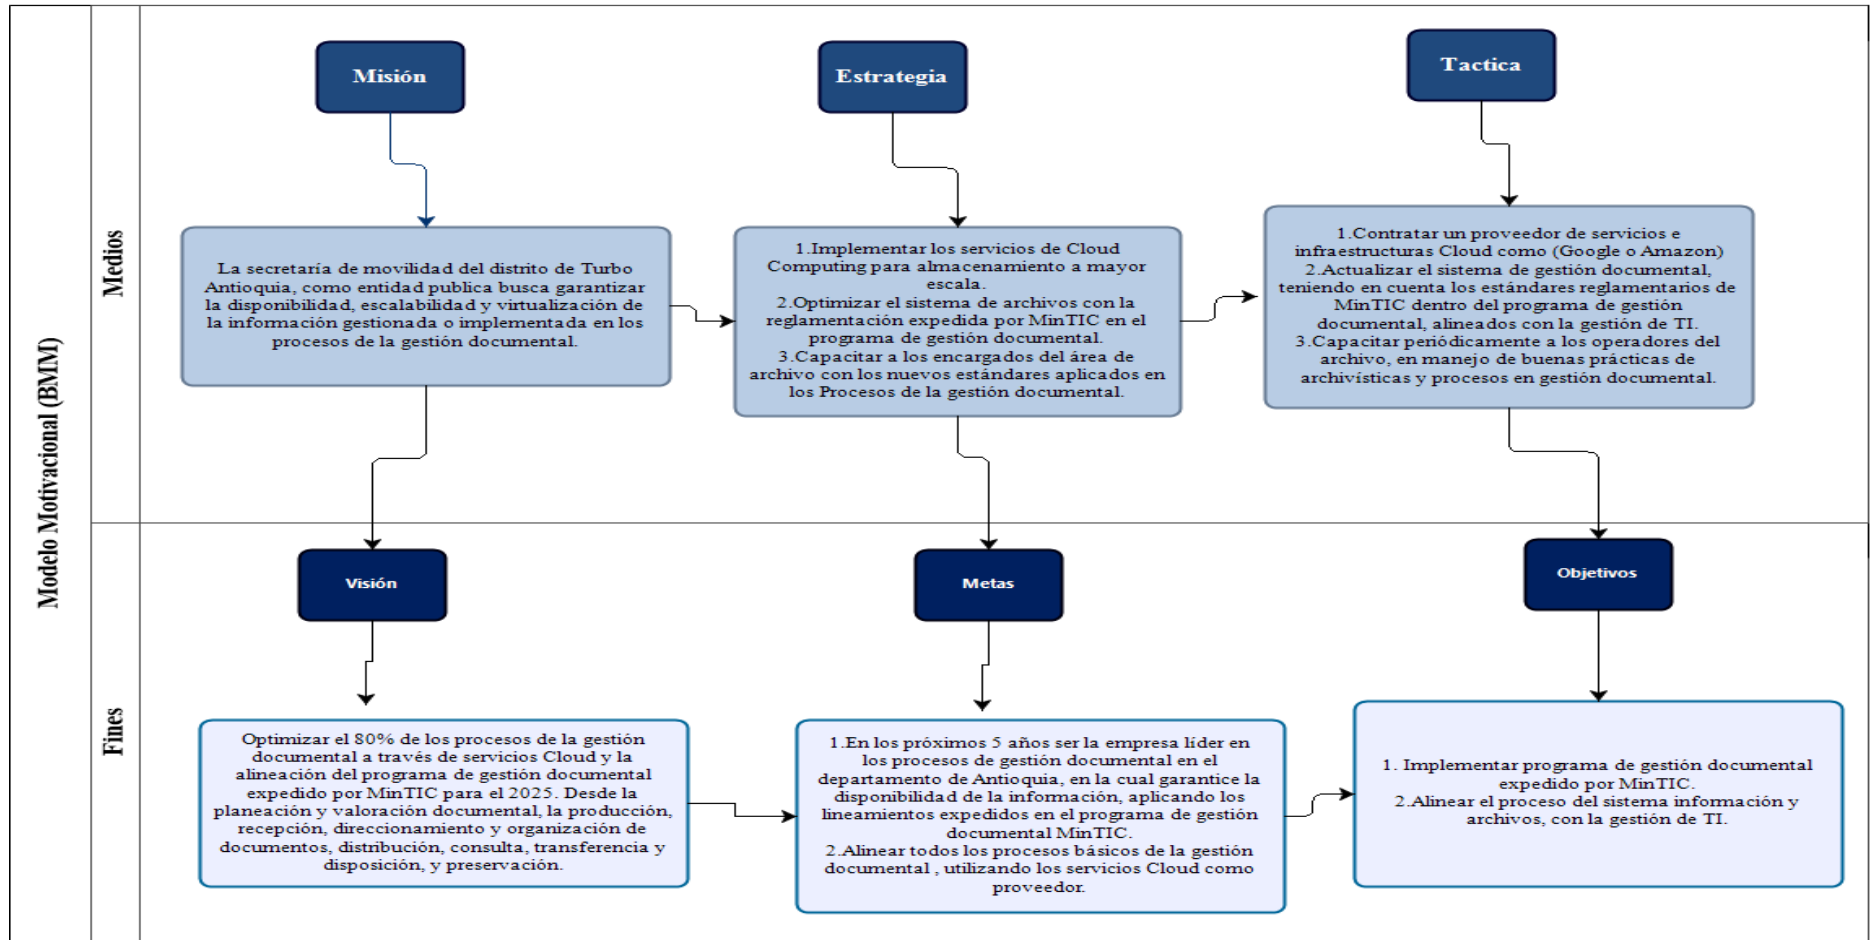 Modelo Motivacional (BMM)
Medios
Misión
Estrategia
Tactica
La secretaría de movilidad del distrito de Turbo
Antioquia, como entidad publica busca garantizar
la disponibilidad, escalabilidad y virtualización de
la información gestionada o implementada en los
procesos de la gestión documental.
1.Implementar los servicios de Cloud
Computing para almacenamiento a mayor
escala.
2.Optimizar el sistema de archivos con la
reglamentación expedida por MinTIC en el
programa de gestión documental.
3.Capacitar a los encargados del área de
archivo con los nuevos estándares aplicados en
los Procesos de la gestión documental.
1.Contratar un proveedor de servicios e
infraestructuras Cloud como (Google o Amazon)
2.Actualizar el sistema de gestión documental,
teniendo en cuenta los estándares reglamentarios de
MinTIC dentro del programa de gestión
documental, alineados con la gestión de TI.
3.Capacitar periódicamente a los operadores del
archivo, en manejo de buenas prácticas de
archivísticas y procesos en gestión documental.
Fines
Visión
Metas
Objetivos
Optimizar el 80% de los procesos de la gestión
documental a través de servicios Cloud y la
alineación del programa de gestión documental
expedido por MinTIC para el 2025. Desde la
planeación y valoración documental, la producción,
recepción, direccionamiento y organización de
documentos, distribución, consulta, transferencia y
disposición, y preservación.
1.En los próximos 5 años ser la empresa líder en
los procesos de gestión documental en el
departamento de Antioquia, en la cual garantice la
disponibilidad de la información, aplicando los
lineamientos expedidos en el programa de gestión
documental MinTIC.
2.Alinear todos los procesos básicos de la gestión
documental , utilizando los servicios Cloud como
proveedor.
1. Implementar programa de gestión documental
expedido por MinTIC.
2.Alinear el proceso del sistema información y
archivos, con la gestión de TI.